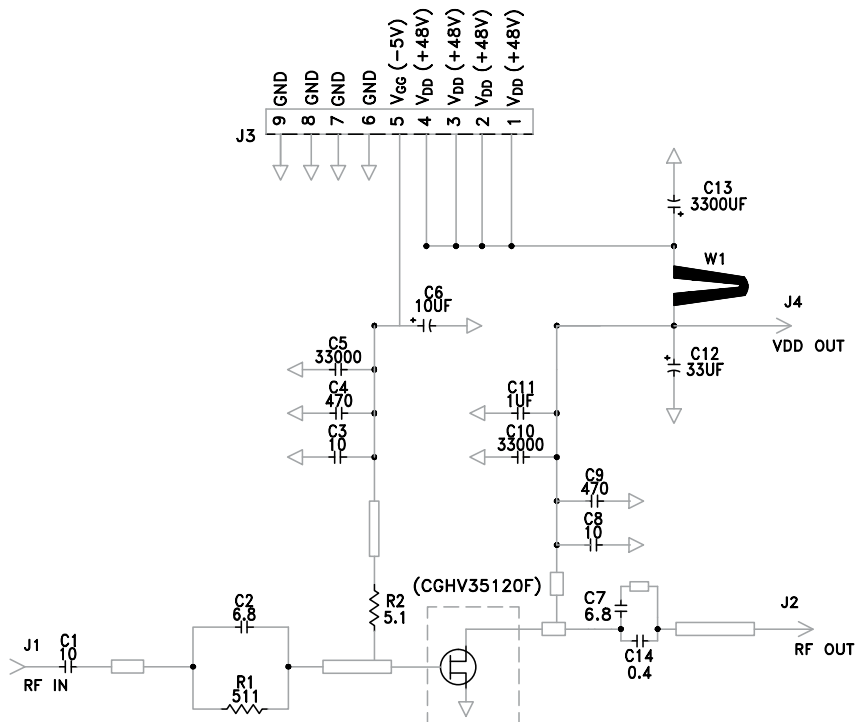 GND
GND
GND
GND
VGG (-5V)
VDD (+48V)
VDD (+48V)
VDD (+48V)
VDD (+48V)
9
8
7
6
5
4
3
2
1
J3
C13
3300UF
+
W1
C6
10UF
+
J4
VDD OUT
C5
33000
C12
33UF
+
C4
470
C11
1UF
C3
10
C10
33000
C9
470
C8
10
(CGHV35120F)
C2
6.8
R2
5.1
C7
6.8
J2
RF OUT
J1
RF IN
C1
10
C14
0.4
R1
511